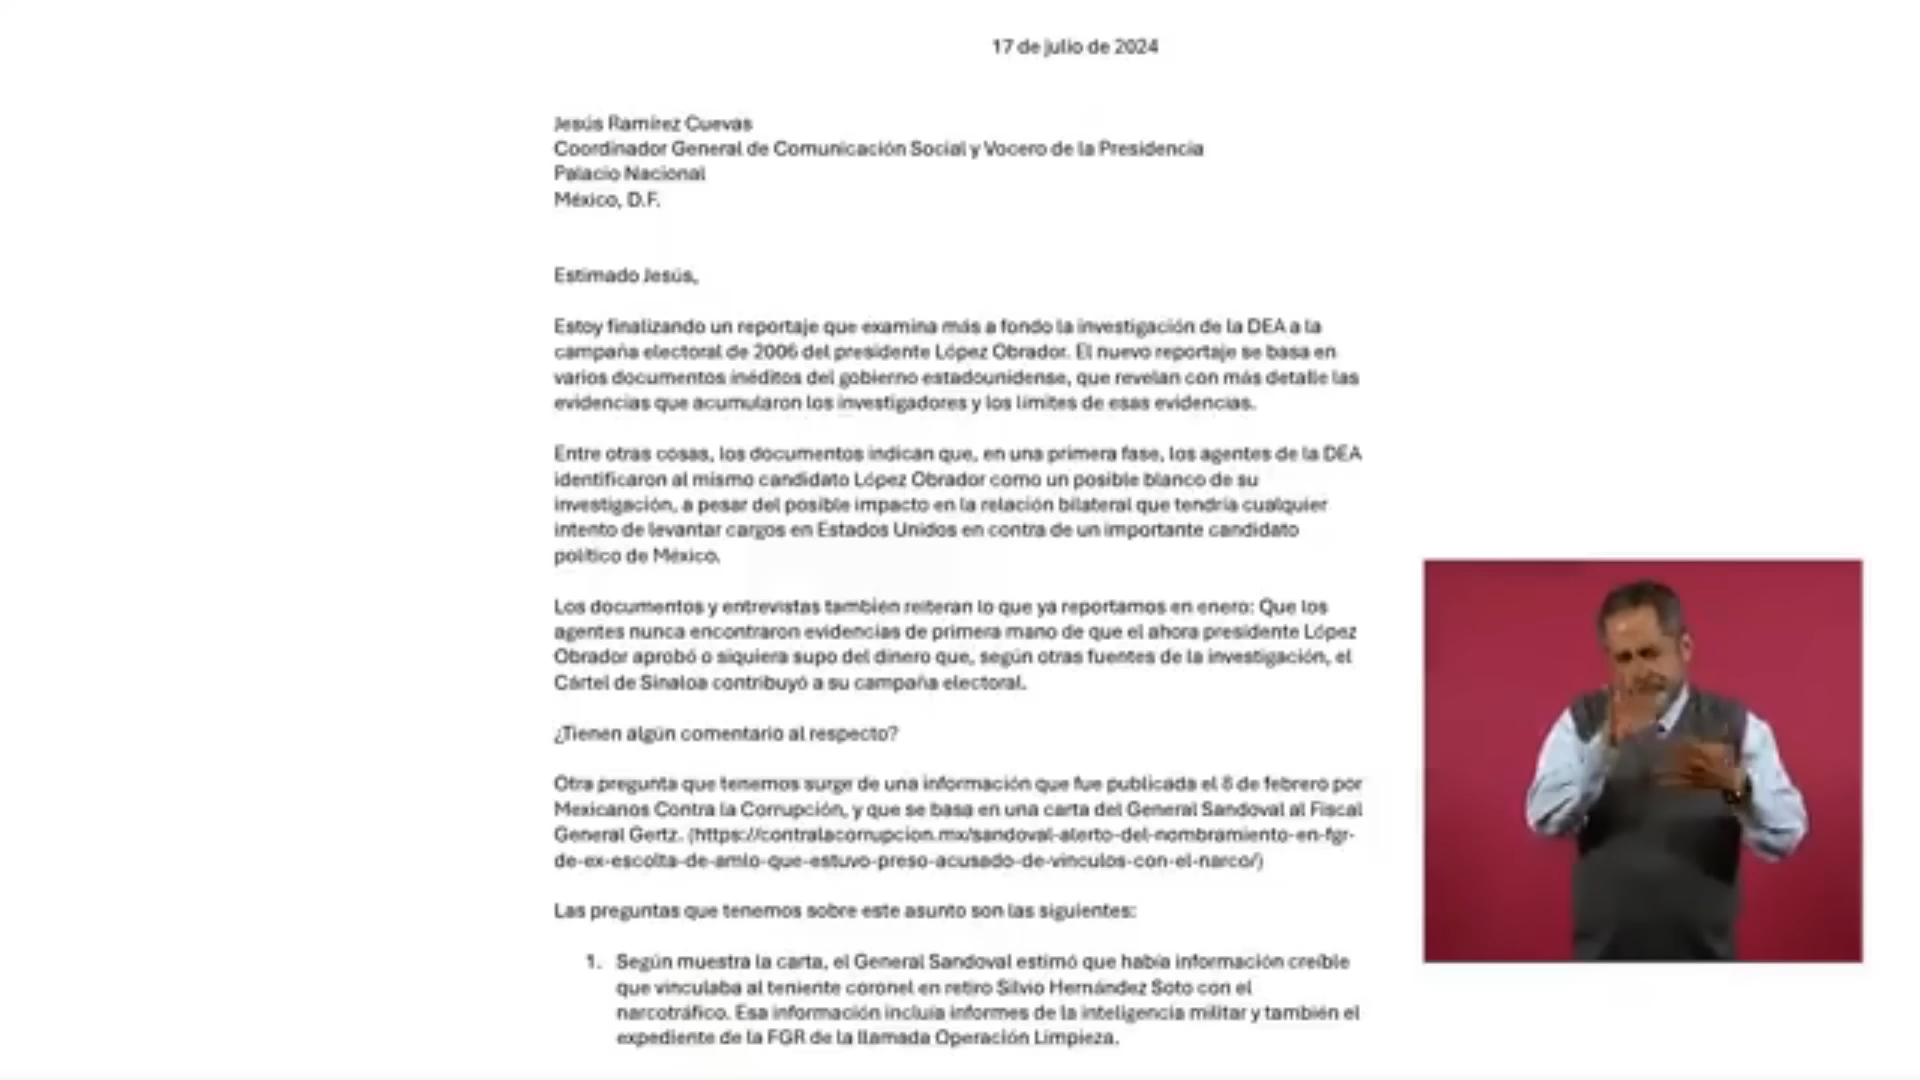 17 de julio de 2024
Jesús Ramírez Cuevas
Coordinador General de Comunicación Social y Vocero de la Presidencia
Palacio Nacional
México, D.F.
Estimado Jesús,
Estoy finalizando un reportaje que examina más a fondo la investigación de la DEA a la
campaña electoral de 2006 del presidente López Obrador. El nuevo reportaje se basa en
varios documentos inéditos del gobierno estadounidense, que revelan con más detalle las
evidencias que acumularon los investigadores y los límites de esas evidencias.
Entre otras cosas, los documentos indican que, en una primera fase, los agentes de la DEA
identificaron al mismo candidato López Obrador como un posible blanco de su
investigación, a pesar del posible impacto en la relación bilateral que tendría cualquier
intento de levantar cargos en Estados Unidos en contra de un importante candidato
político de México.
Los documentos y entrevistas también reiteran lo que ya reportamos en enero: Que los
agentes nunca encontraron evidencias de primera mano de que el ahora presidente López
Obrador aprobó o siquiera supo del dinero que, según otras fuentes de la investigación, el
Cártel de Sinaloa contribuyó a su campaña electoral.
¿Tienen algún comentario al respecto?
Otra pregunta que tenemos surge de una información que fue publicada el 8 de febrero por
Mexicanos Contra la Corrupción, y que se basa en una carta del General Sandoval al Fiscal
General Gertz. (https://contralacorrupcion.mx/sandoval-alerto-del-nombramiento-en-fgr-
de-ex-escolta-de-amlo-que-estuvo-preso-acusado-de-vinculos-con-el-narco/)
Las preguntas que tenemos sobre este asunto son las siguientes:
1. Según muestra la carta, el General Sandoval estimó que había información creíble
que vinculaba al teniente coronel en retiro Silvio Hernández Soto con el
narcotráfico. Esa información incluía informes de la inteligencia militar y también el
expediente de la FGR de la llamada Operación Limpieza.